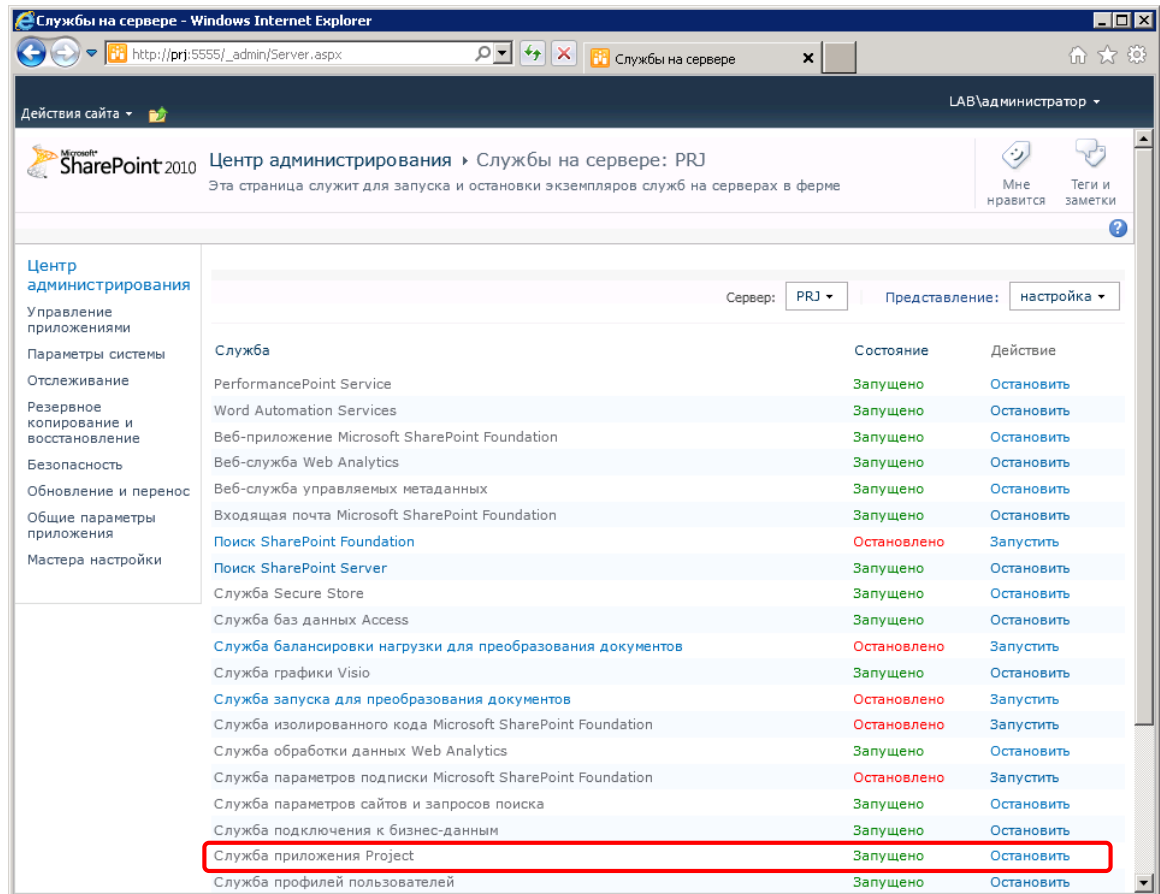 Службы на сервере - Windows Internet Explorer
http://prj:5555/_admin/Server.aspx
Службы на сервере
LAB\администратор
Действия сайта
Microsoft
SharePoint 2010
Центр администрирования Службы на сервере: PRJ
Эта страница служит для запуска и остановки экземпляров служб на серверах в ферме
Мне нравится
Теги и заметки
Центр
администрирования
Управление
приложениями
Параметры системы
Отслеживание
Резервное
копирование и
восстановление
Безопасность
Обновление и перенос
Общие параметры
приложения
Мастера настройки
Сервер: PRJ Представление: настройка
Служба Состояние Действие
PerformancePoint Service Запущено Остановить
Word Automation Services Запущено Остановить
Веб-приложение Microsoft SharePoint Foundation Запущено Остановить
Веб-служба Web Analytics Запущено Остановить
Веб-служба управляемых метаданных Запущено Остановить
Входящая почта Microsoft SharePoint Foundation Запущено Остановить
Поиск SharePoint Foundation Остановлено Запустить
Поиск SharePoint Server Запущено Остановить
Служба Secure Store Запущено Остановить
Служба баз данных Access Запущено Остановить
Служба балансировки нагрузки для преобразования документов Остановлено Запустить
Служба графики Visio Запущено Остановить
Служба запуска для преобразования документов Остановлено Запустить
Служба изолированного кода Microsoft SharePoint Foundation Остановлено Запустить
Служба обработки данных Web Analytics Запущено Остановить
Служба параметров подписки Microsoft SharePoint Foundation Остановлено Запустить
Служба параметров сайтов и запросов поиска Запущено Остановить
Служба подключения к бизнес-данным Запущено Остановить
Служба приложения Project Запущено Остановить
Служба профилей пользователей Запущено Остановить